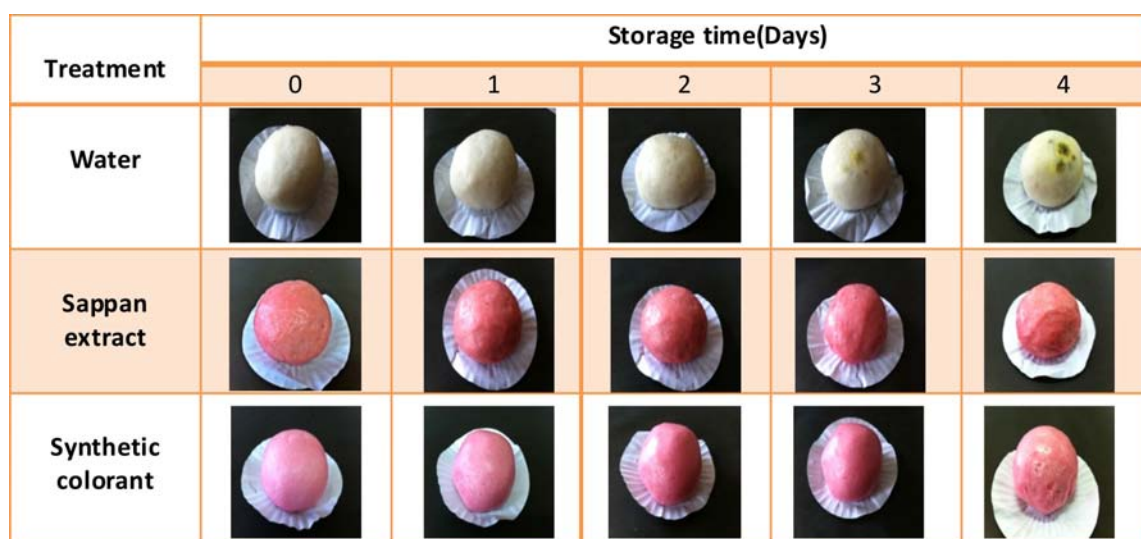 Treatment
Storage time(Days)
0 1 2 3 4
Water
Sappan
extract
Synthetic
colorant